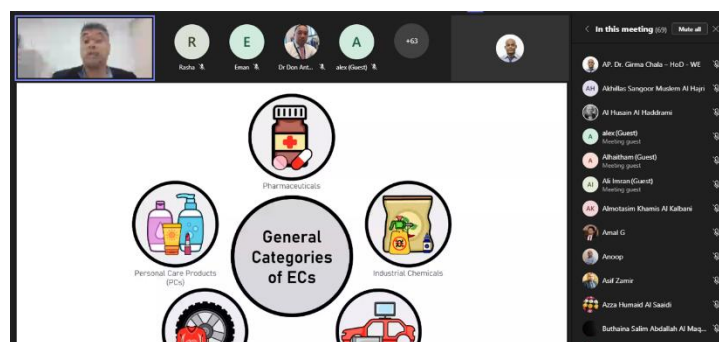 R
E
A
+63
Rasha
Eman
Dr Don Ant...
alex (Guest)
Pharmaceuticals
Personal Care Products
(PCs)
General
Categories
of ECs
Industrial Chemicals
In this meeting (69)
Mute all
AP. Dr. Girma Chala – HoD - WE
AH
Akhillas Sangoor Muslem Al Hajri
Al Husain Al Haddrami
A
alex (Guest)
Meeting guest
A
Alhaitham (Guest)
Meeting guest
AI
Ali Imran (Guest)
Meeting guest
AK
Almotasim Khamis Al Kalbani
Amal G
Anoop
Asif Zamir
Azza Humaid Al Saaidi
Buthaina Salim Abdallah Al Maq...